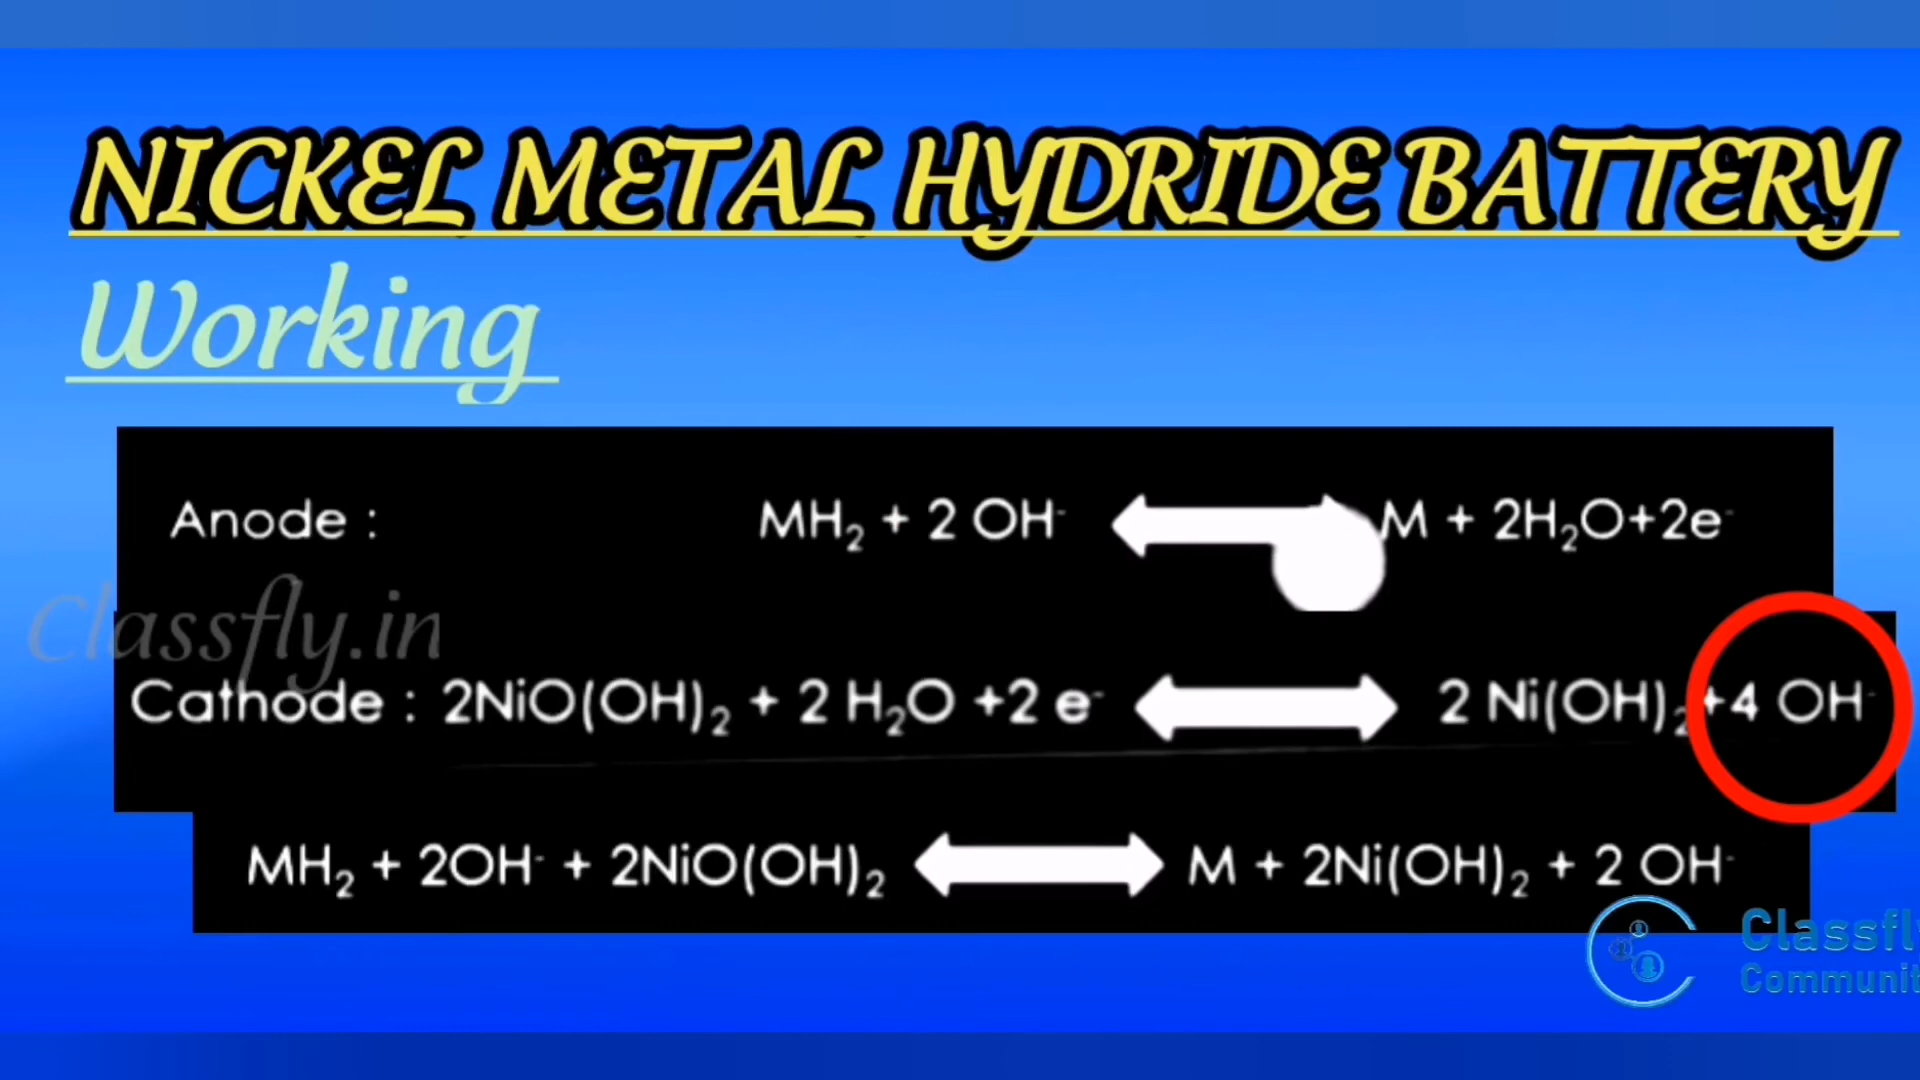 NICKEL METAL HYDRIDE BATTERY
Working
Anode : MH₂ + 2 OH⁻ ⟷ M + 2H₂O+2e⁻
Classfly.in
Cathode : 2NiO(OH)₂ + 2 H₂O +2 e⁻ ⟷ 2 Ni(OH)₂ +4 OH⁻
MH₂ + 2OH⁻ + 2NiO(OH)₂ ⟷ M + 2Ni(OH)₂ + 2 OH⁻